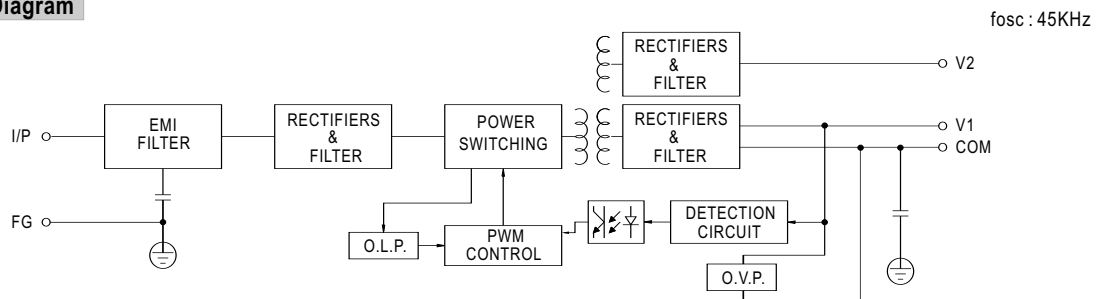 Diagram
fosc : 45KHz
RECTIFIERS
&
FILTER
V2
I/P
EMI
FILTER
RECTIFIERS
&
FILTER
POWER
SWITCHING
RECTIFIERS
&
FILTER
V1
COM
FG
O.L.P.
PWM
CONTROL
DETECTION
CIRCUIT
O.V.P.